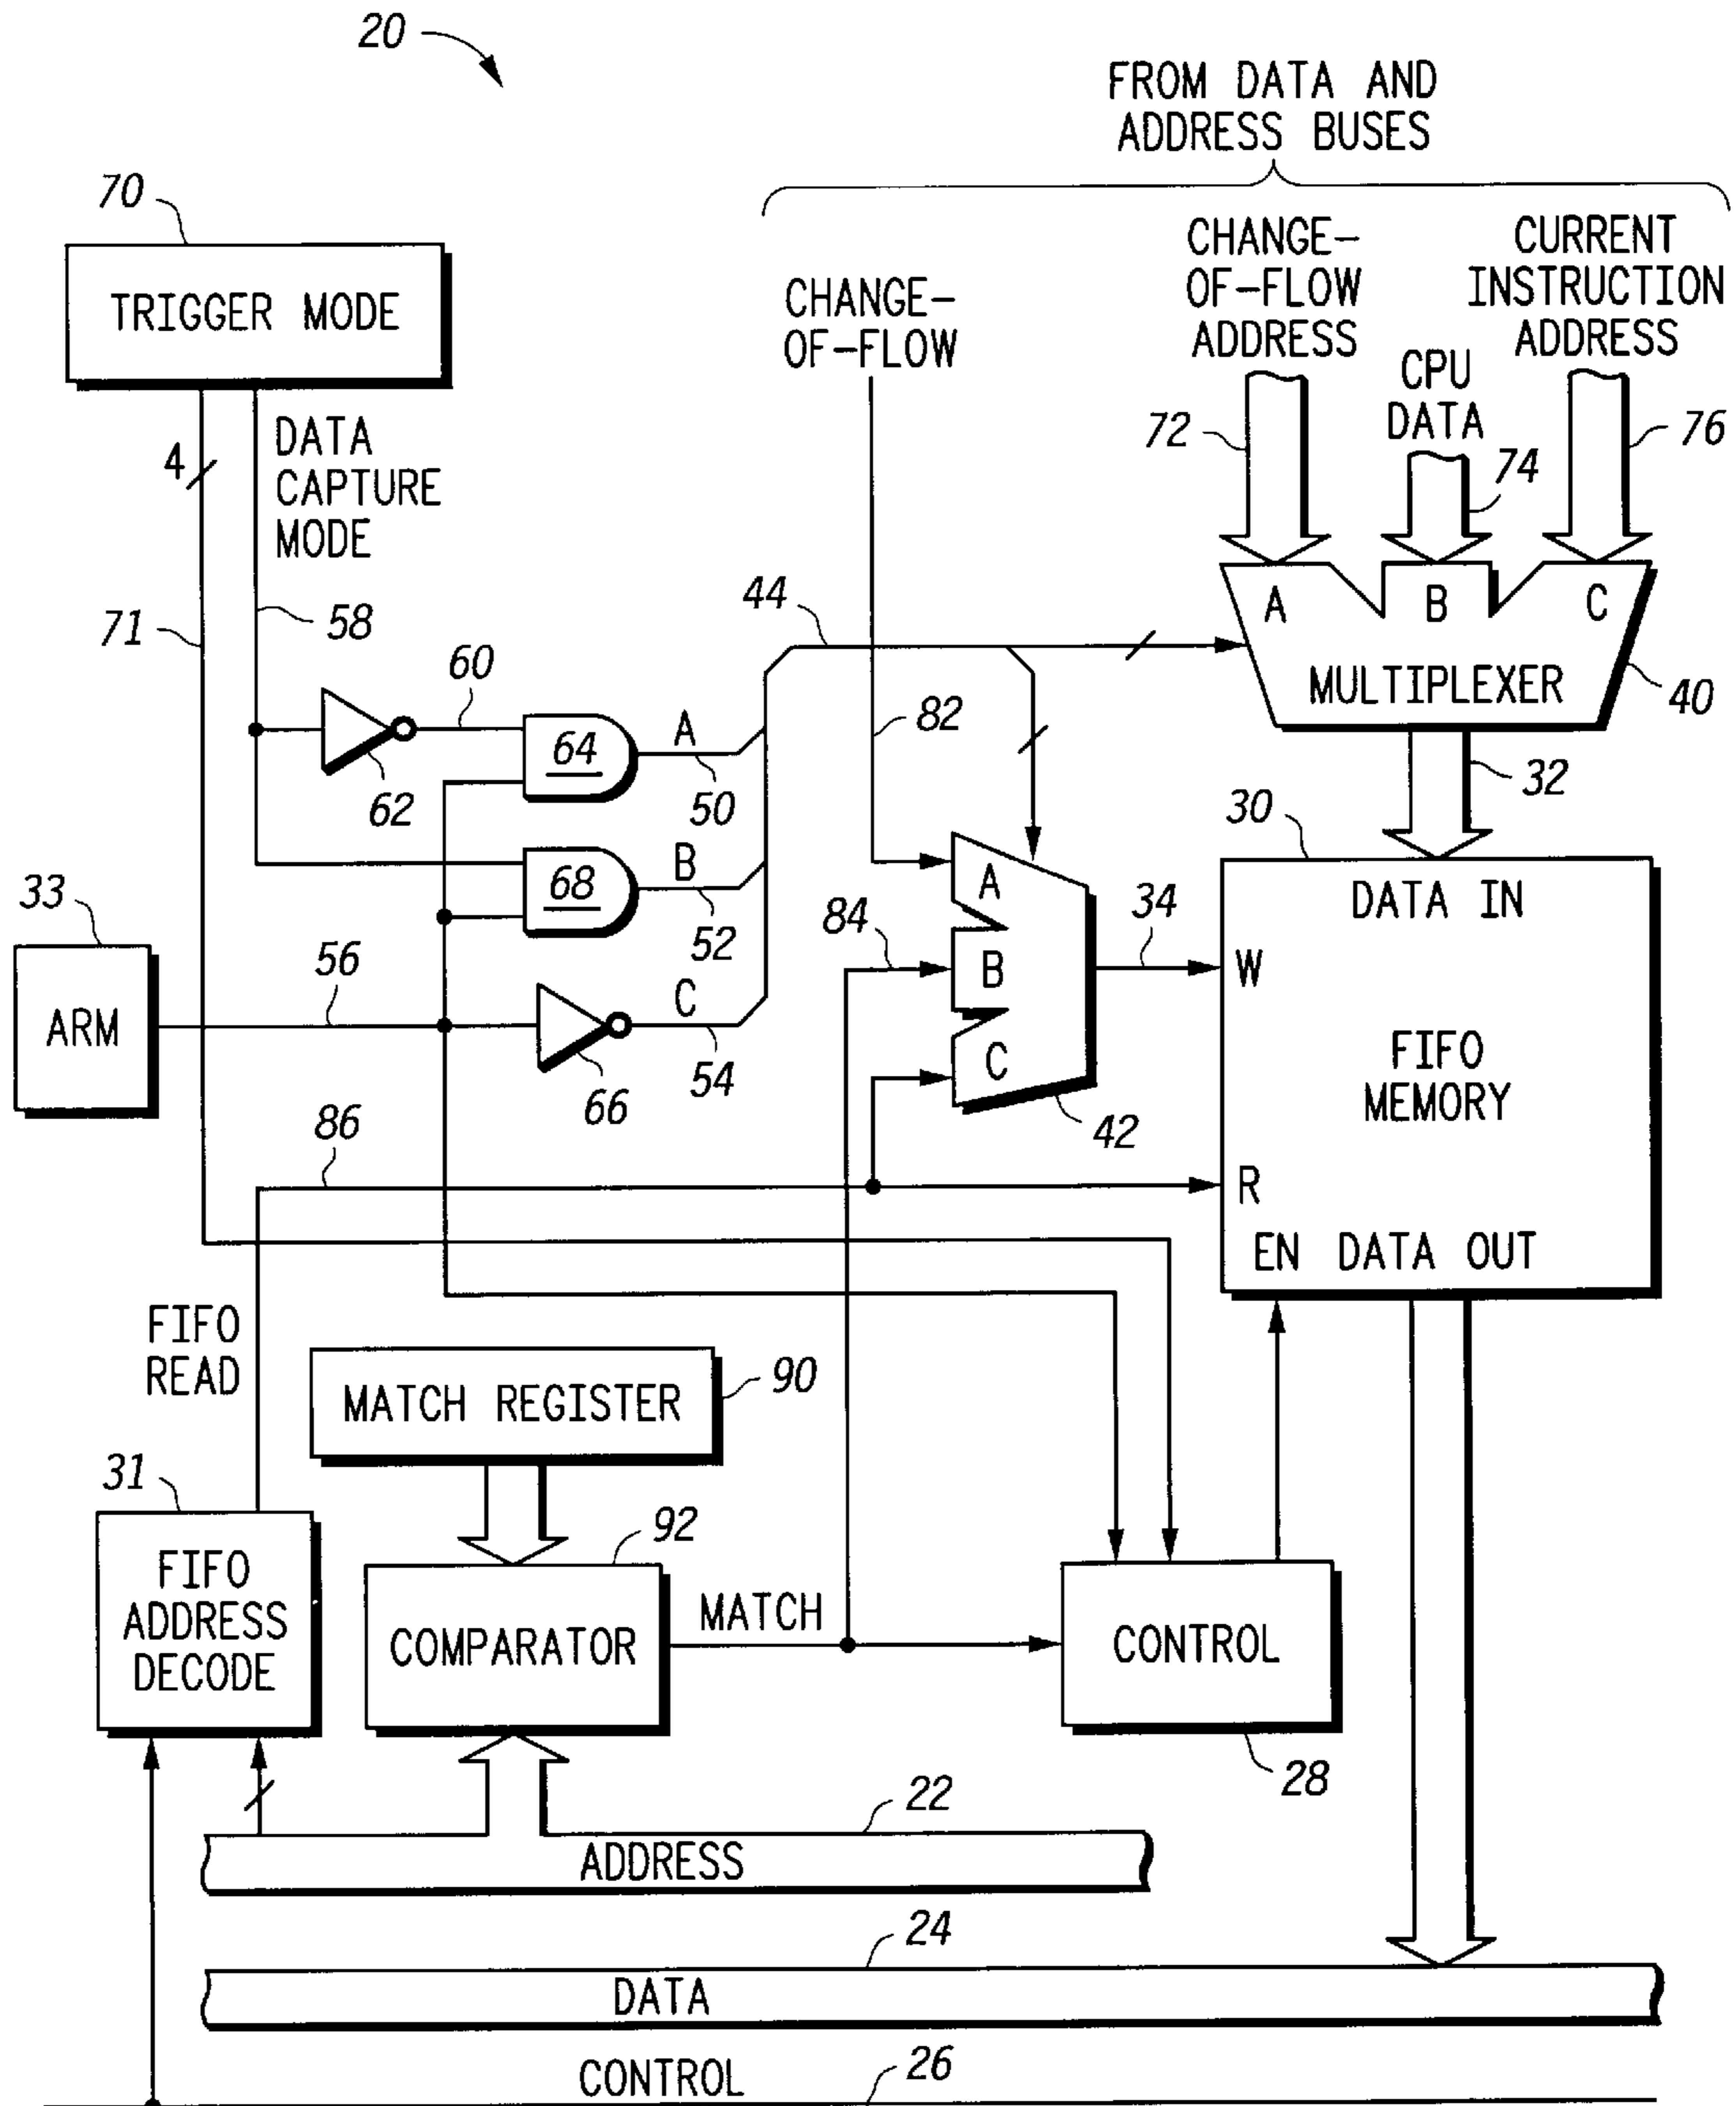 20
FROM DATA AND
ADDRESS BUSES
70
TRIGGER MODE
CHANGE-
OF-FLOW
CHANGE-
OF-FLOW
ADDRESS
CPU
DATA
CURRENT
INSTRUCTION
ADDRESS
4
DATA
CAPTURE
MODE
72
74
76
71
58
44
A
B
C
MULTIPLEXER
40
60
64
A
82
62
50
32
30
68
B
52
33
ARM
56
C
54
66
84
A
B
C
42
34
DATA IN
W
FIFO
MEMORY
R
EN DATA OUT
86
FIFO
READ
MATCH REGISTER
90
31
FIFO
ADDRESS
DECODE
92
COMPARATOR
MATCH
CONTROL
28
22
ADDRESS
24
DATA
CONTROL
26